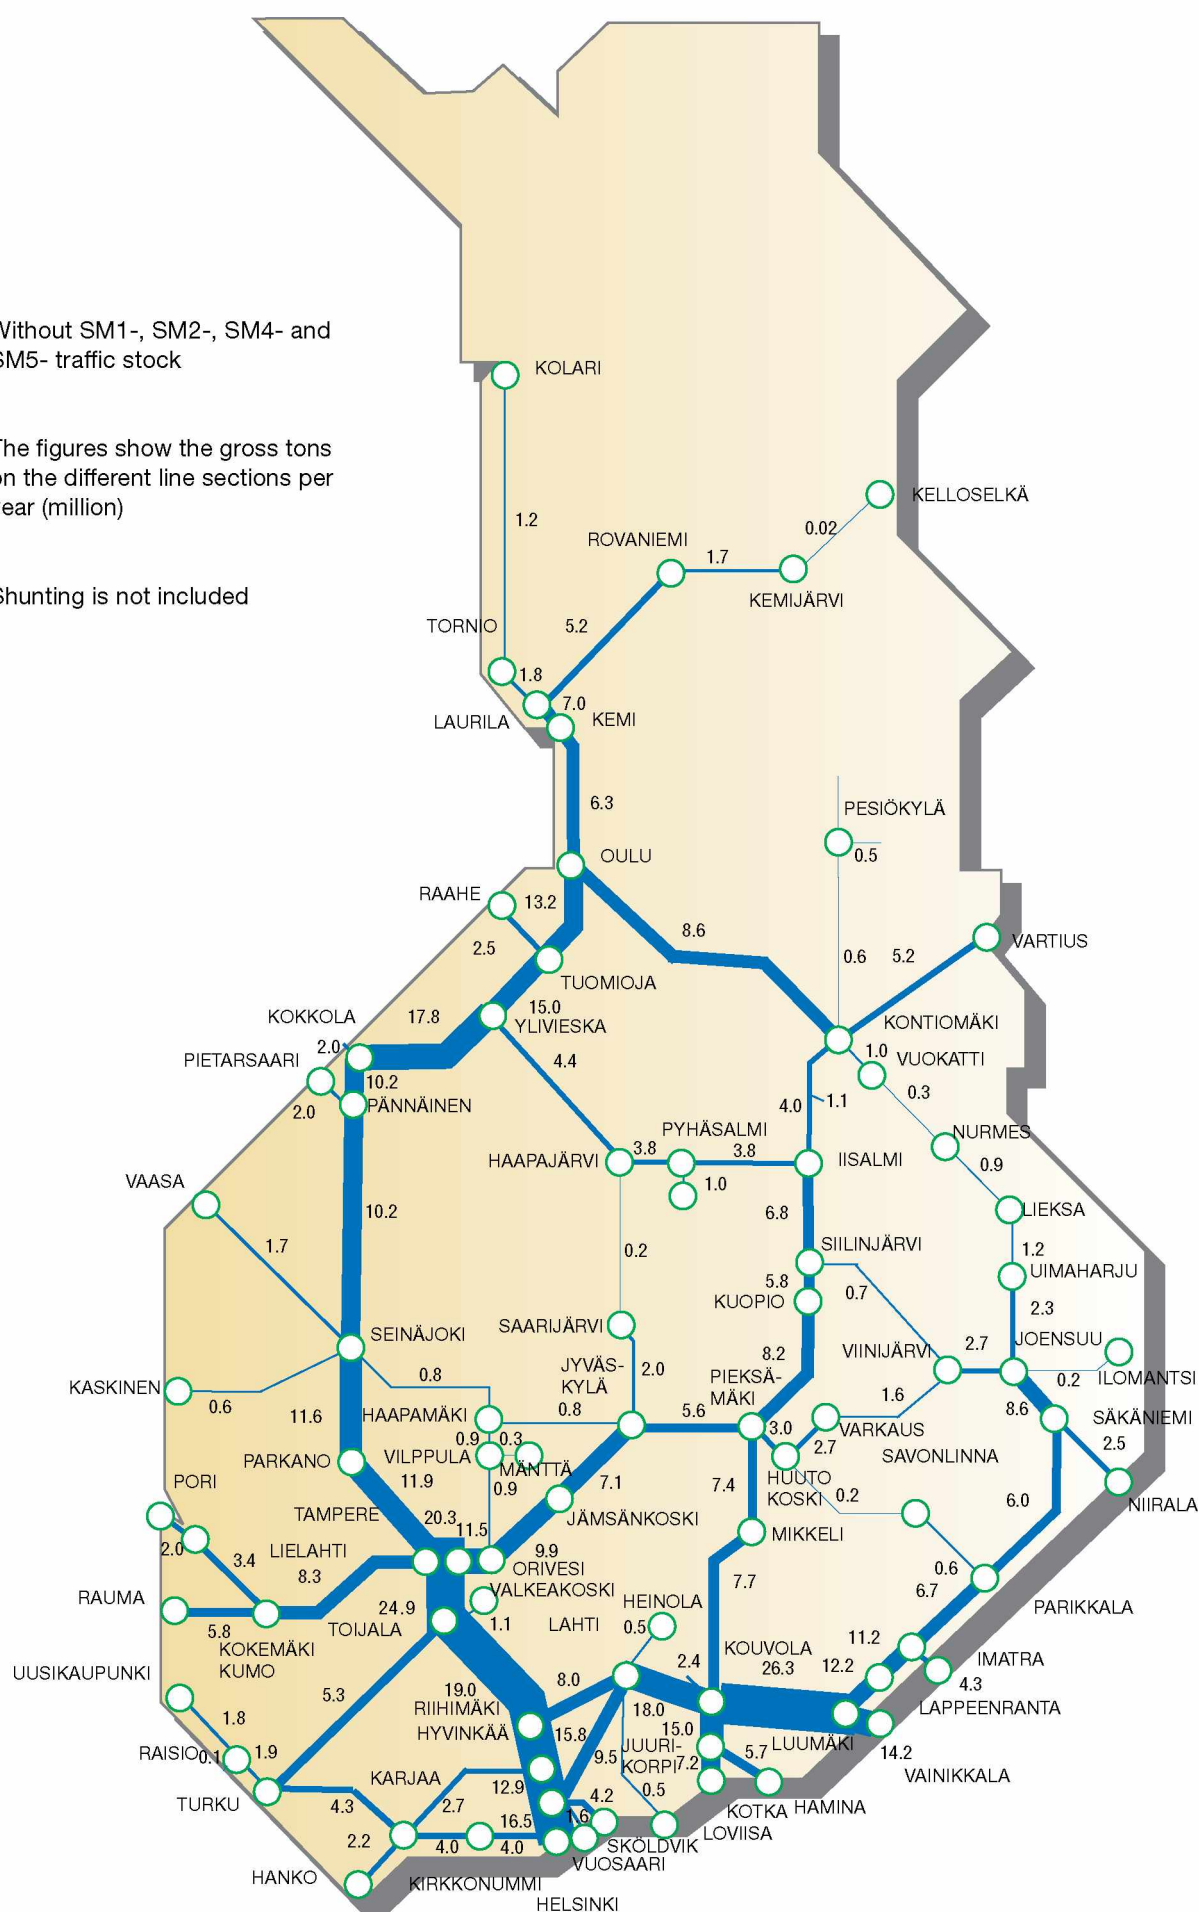 Without SM1-, SM2-, SM4- and
SM5- traffic stock
The figures show the gross tons
on the different line sections per
year (million)
Shunting is not included
KOLARI
KELLOSELKÄ
1.2
0.02
ROVANIEMI
1.7
KEMIJÄRVI
TORNIO
5.2
1.8
7.0
LAURILA
KEMI
6.3
PESIÖKYLÄ
OULU
0.5
RAAHE
13.2
8.6
2.5
0.6
5.2
VARTIUS
TUOMIOJA
KOKKOLA
17.8
15.0
YLIVIESKA
KONTIOMÄKI
2.0
PIETARSAARI
4.4
1.0
VUOKATTI
10.2
2.0
PÄNNÄINEN
4.0
1.1
0.3
PYHÄSALMI
NURMES
HAAPAJÄRVI
3.8
3.8
IISALMI
0.9
VAASA
1.0
10.2
6.8
LIEKSA
1.7
0.2
SIILINJÄRVI
1.2
UIMAHARJU
5.8
KUOPIO
0.7
2.3
SEINÄJOKI
SAARIJÄRVI
JOENSUU
8.2
VIINIJÄRVI
2.7
JYVÄS-
KYLÄ
2.0
PIEKSÄ-
MÄKI
0.8
0.2
ILOMANTSI
KASKINEN
0.6
1.6
11.6
HAAPAMÄKI
0.8
5.6
8.6
SÄKÄNIEMI
3.0
VARKAUS
0.9
0.3
2.7
2.5
PARKANO
VILPPULA
MÄNTTÄ
SAVONLINNA
11.9
7.1
7.4
HUUTO
KOSKI
PORI
0.9
0.2
6.0
NIIRALA
TAMPERE
20.3
11.5
JÄMSÄNKOSKI
MIKKELI
2.0
LIELAHTI
3.4
9.9
ORIVESI
8.3
VALKEAKOSKI
7.7
0.6
6.7
RAUMA
HEINOLA
24.9
TOIJALA
1.1
LAHTI
0.5
PARIKKALA
5.8
KOKEMÄKI
KUMO
KOUVOLA
11.2
UUSIKAUPUNKI
2.4
26.3
12.2
IMATRA
8.0
4.3
5.3
19.0
RIIHIMÄKI
18.0
LAPPEENRANTA
1.8
HYVINKÄÄ
15.8
15.0
LUUMÄKI
RAISIO
0.1
1.9
9.5
JUURI-
KORPI
7.2
5.7
14.2
VAINIKKALA
KARJAA
12.9
TURKU
4.3
2.7
4.2
0.5
KOTKA
HAMINA
16.5
1.6
2.2
4.0
4.0
SKÖLDVIK
LOVIISA
HANKO
KIRKKONUMMI
VUOSAARI
HELSINKI